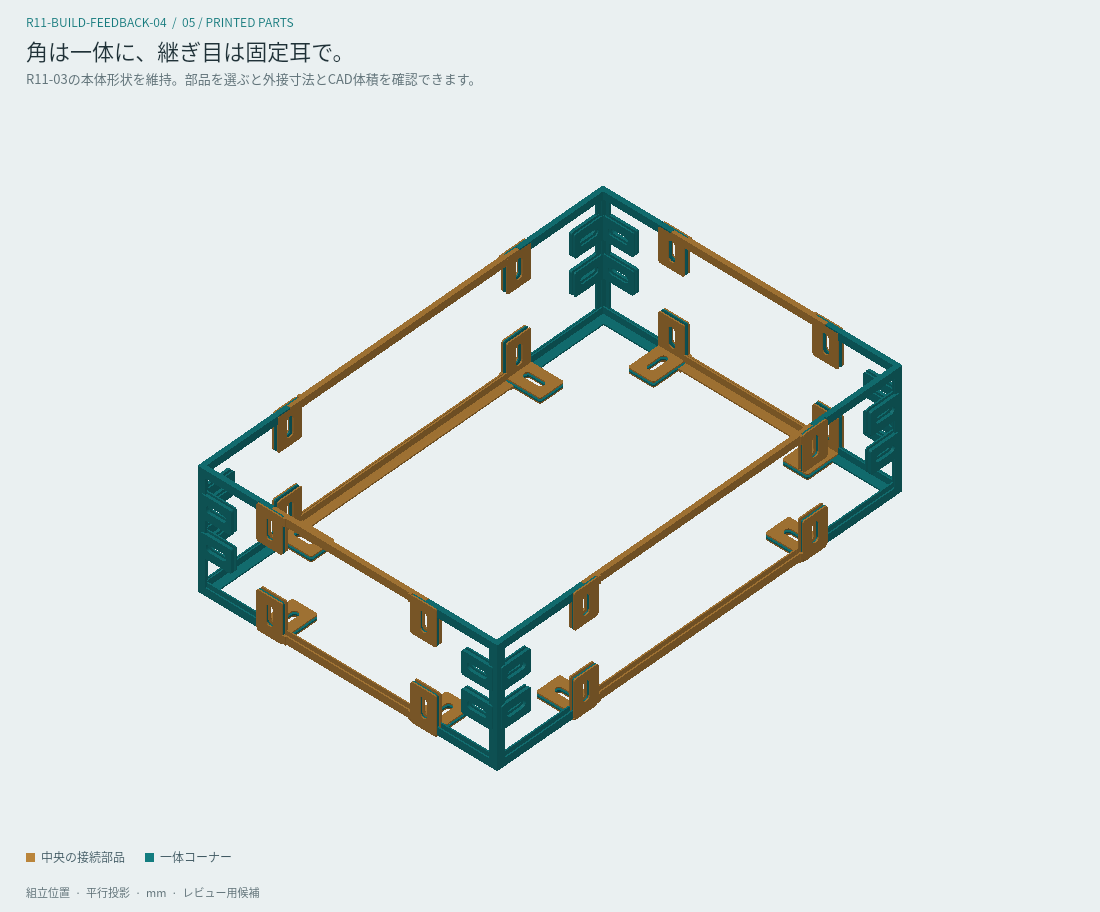 R11-BUILD-FEEDBACK-04 / 05 / PRINTED PARTS
角は一体に、継ぎ目は固定耳で。
R11-03の本体形状を維持。部品を選ぶと外接寸法とCAD体積を確認できます。
中央の接続部品
一体コーナー
組立位置 · 平行投影 · mm · レビュー用候補